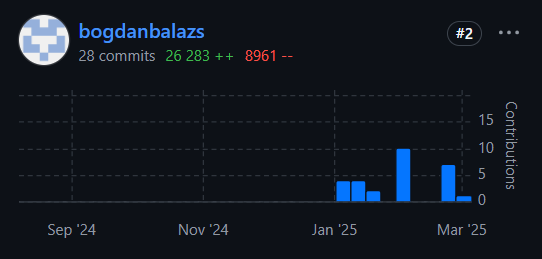 bogdanbalazs
#2
28 commits 26 283 ++ 8961 --
15
10
5
0
Contributions
Sep '24 Nov '24 Jan '25 Mar '25